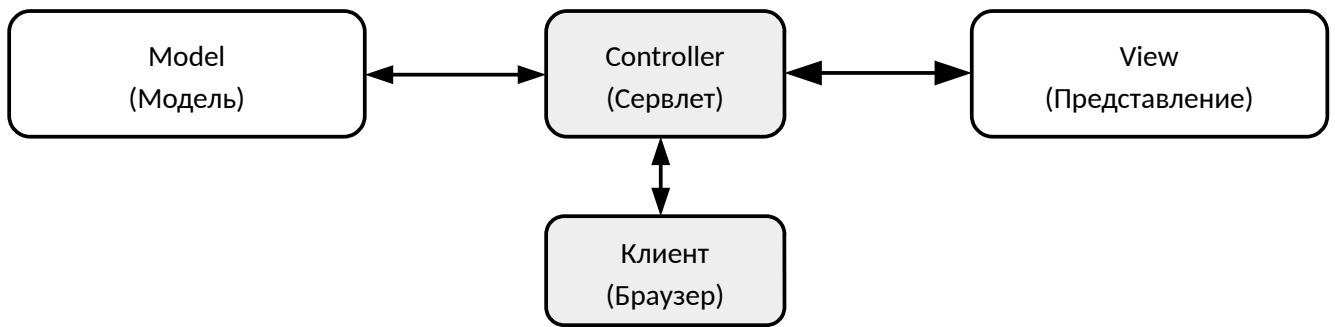 Model
(Модель)
Controller
(Сервлет)
View
(Представление)
Клиент
(Браузер)